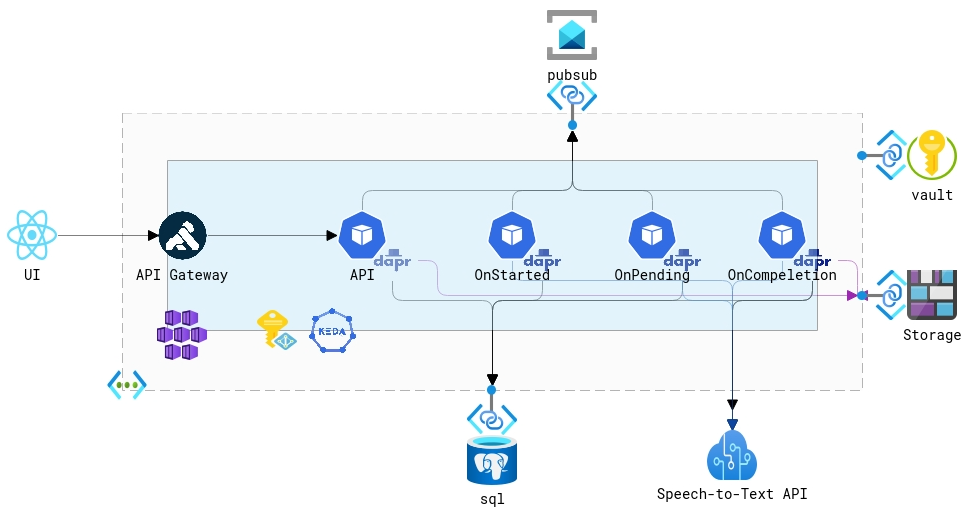 pubsub
vault
UI
API Gateway
API
dapr
OnStarted
dapr
OnPending
dapr
OnCompeletion
dapr
KEDA
Storage
sql
Speech-to-Text API